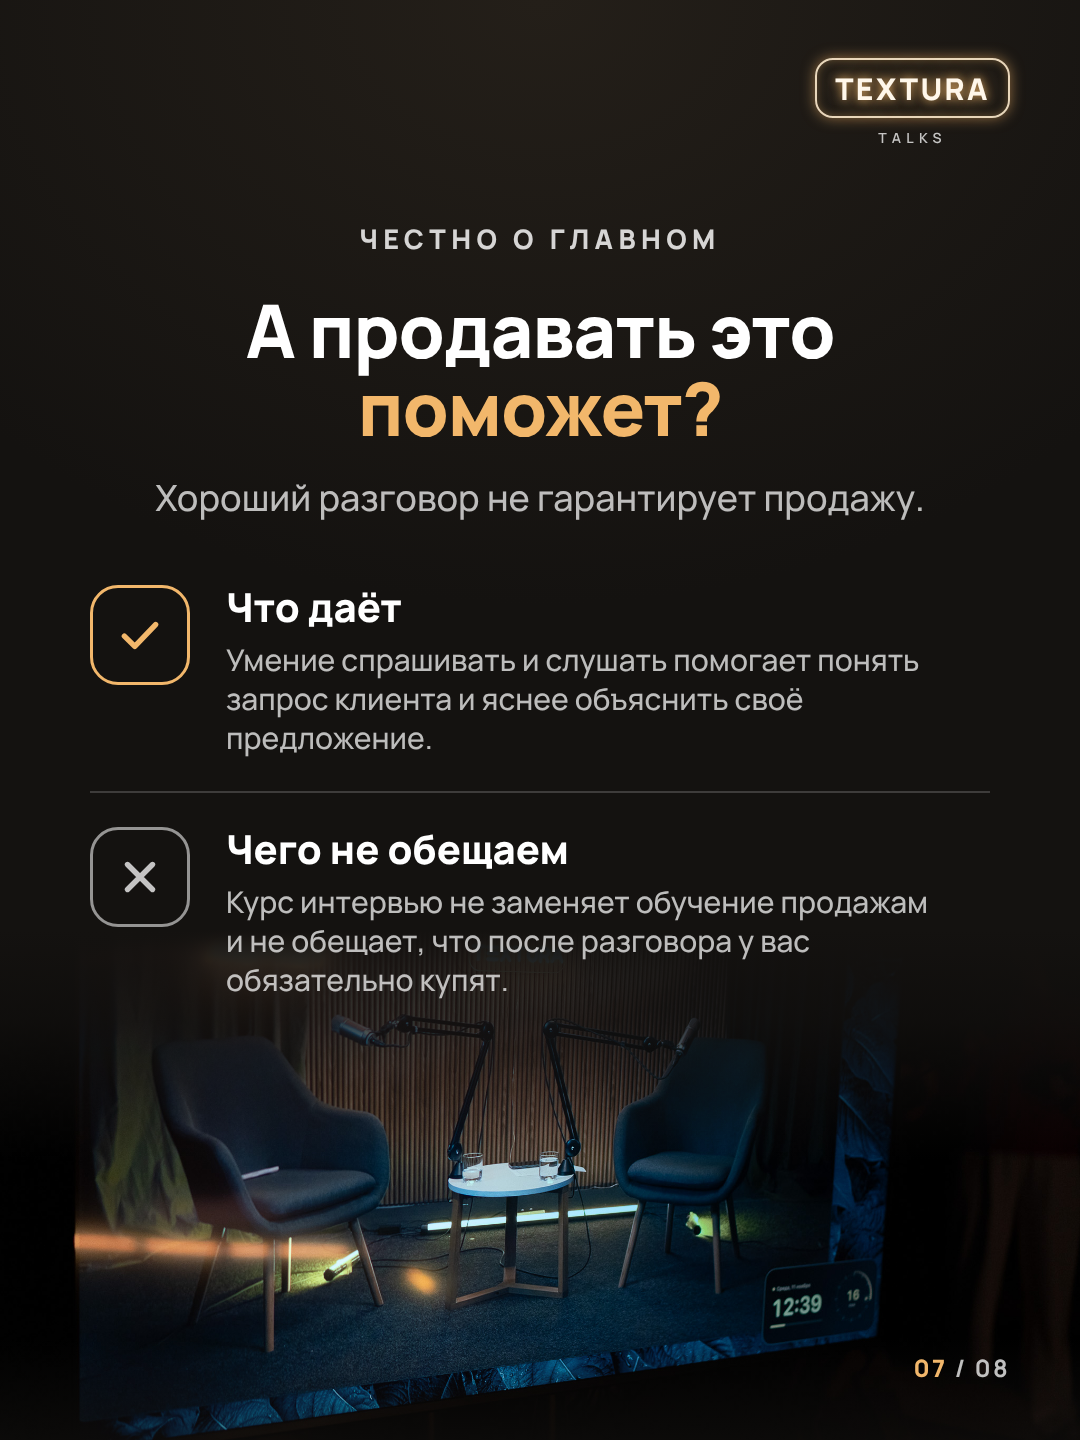 TEXTURA
TALKS
ЧЕСТНО О ГЛАВНОМ
А продавать это
поможет?
Хороший разговор не гарантирует продажу.
Что даёт
Умение спрашивать и слушать помогает понять
запрос клиента и яснее объяснить своё
предложение.
Чего не обещаем
Курс интервью не заменяет обучение продажам
и не обещает, что после разговора у вас
обязательно купят.
12:39
16
07 / 08